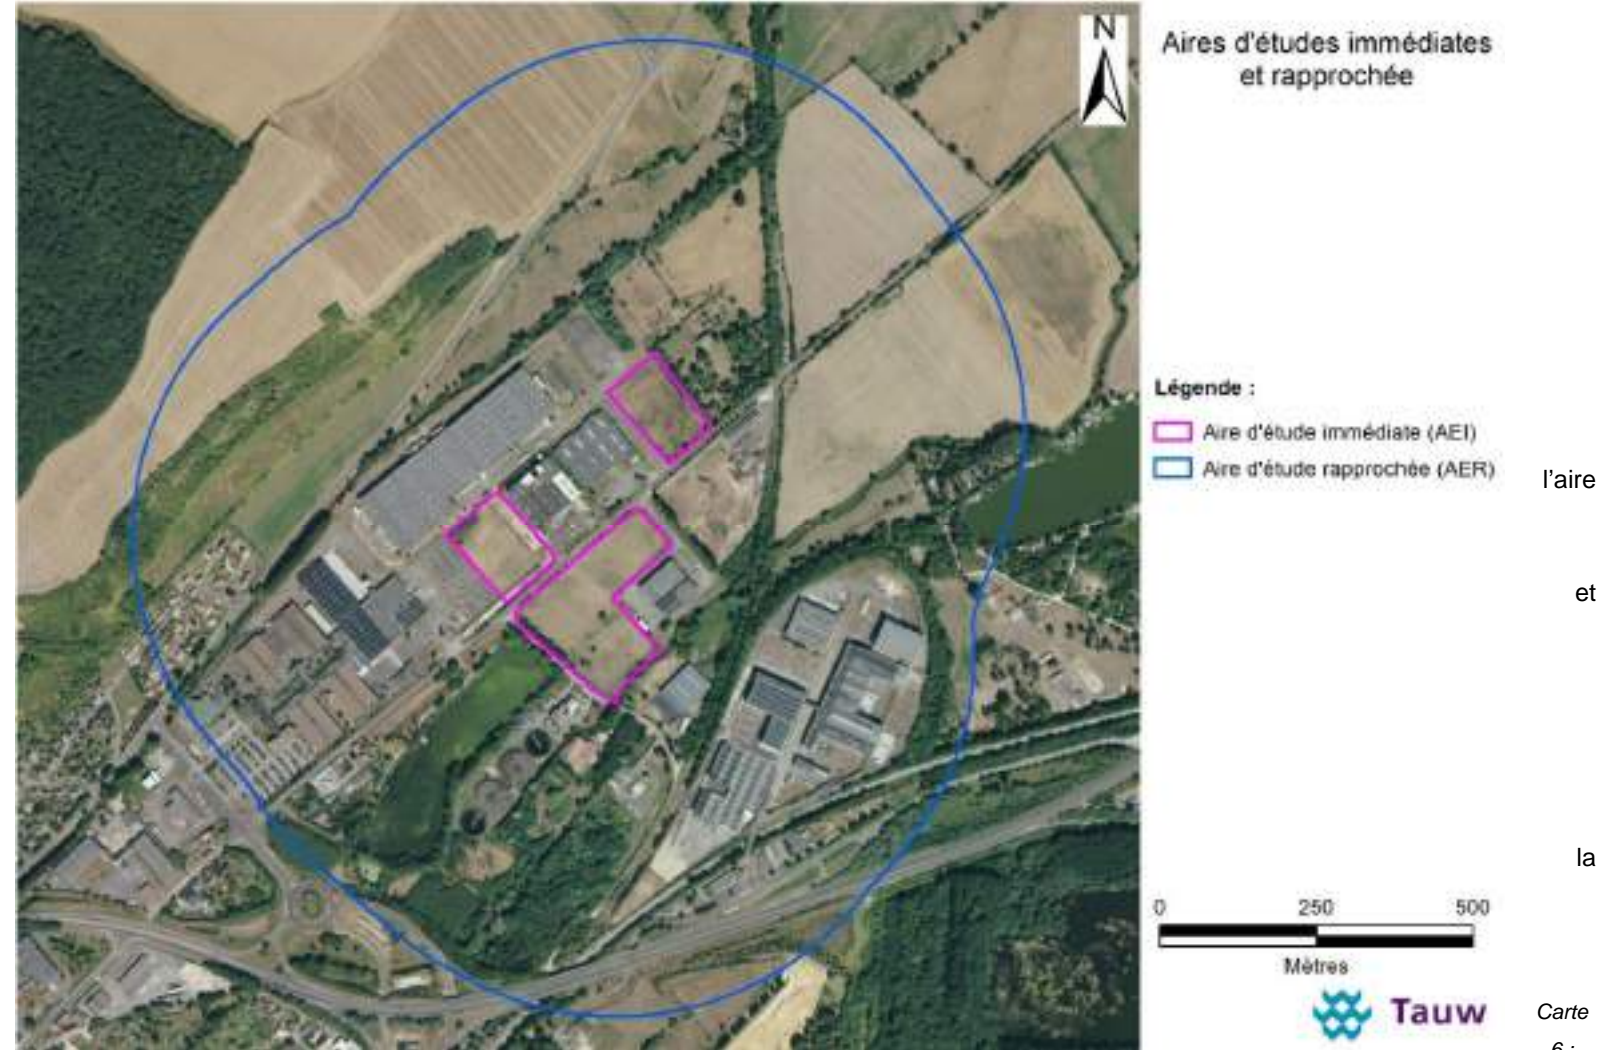 N
Aires d'études immédiates
et rapprochée
Légende :
Aire d'étude immédiate (AEI)
Aire d'étude rapprochée (AER)
l'aire
et
la
0 250 500
Mètres
Tauw
Carte
6 :